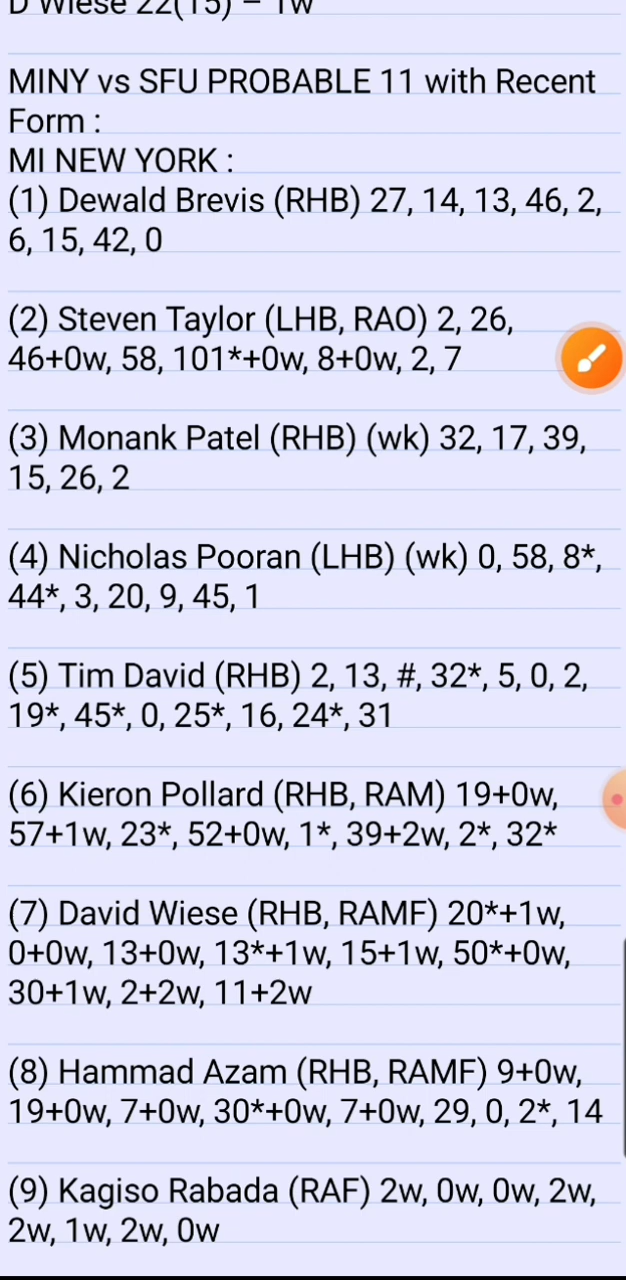 D Wiese 22(15) – 1w
MINY vs SFU PROBABLE 11 with Recent
Form :
MI NEW YORK :
(1) Dewald Brevis (RHB) 27, 14, 13, 46, 2,
6, 15, 42, 0
(2) Steven Taylor (LHB, RAO) 2, 26,
46+0w, 58, 101*+0w, 8+0w, 2, 7
(3) Monank Patel (RHB) (wk) 32, 17, 39,
15, 26, 2
(4) Nicholas Pooran (LHB) (wk) 0, 58, 8*,
44*, 3, 20, 9, 45, 1
(5) Tim David (RHB) 2, 13, #, 32*, 5, 0, 2,
19*, 45*, 0, 25*, 16, 24*, 31
(6) Kieron Pollard (RHB, RAM) 19+0w,
57+1w, 23*, 52+0w, 1*, 39+2w, 2*, 32*
(7) David Wiese (RHB, RAMF) 20*+1w,
0+0w, 13+0w, 13*+1w, 15+1w, 50*+0w,
30+1w, 2+2w, 11+2w
(8) Hammad Azam (RHB, RAMF) 9+0w,
19+0w, 7+0w, 30*+0w, 7+0w, 29, 0, 2*, 14
(9) Kagiso Rabada (RAF) 2w, 0w, 0w, 2w,
2w, 1w, 2w, 0w